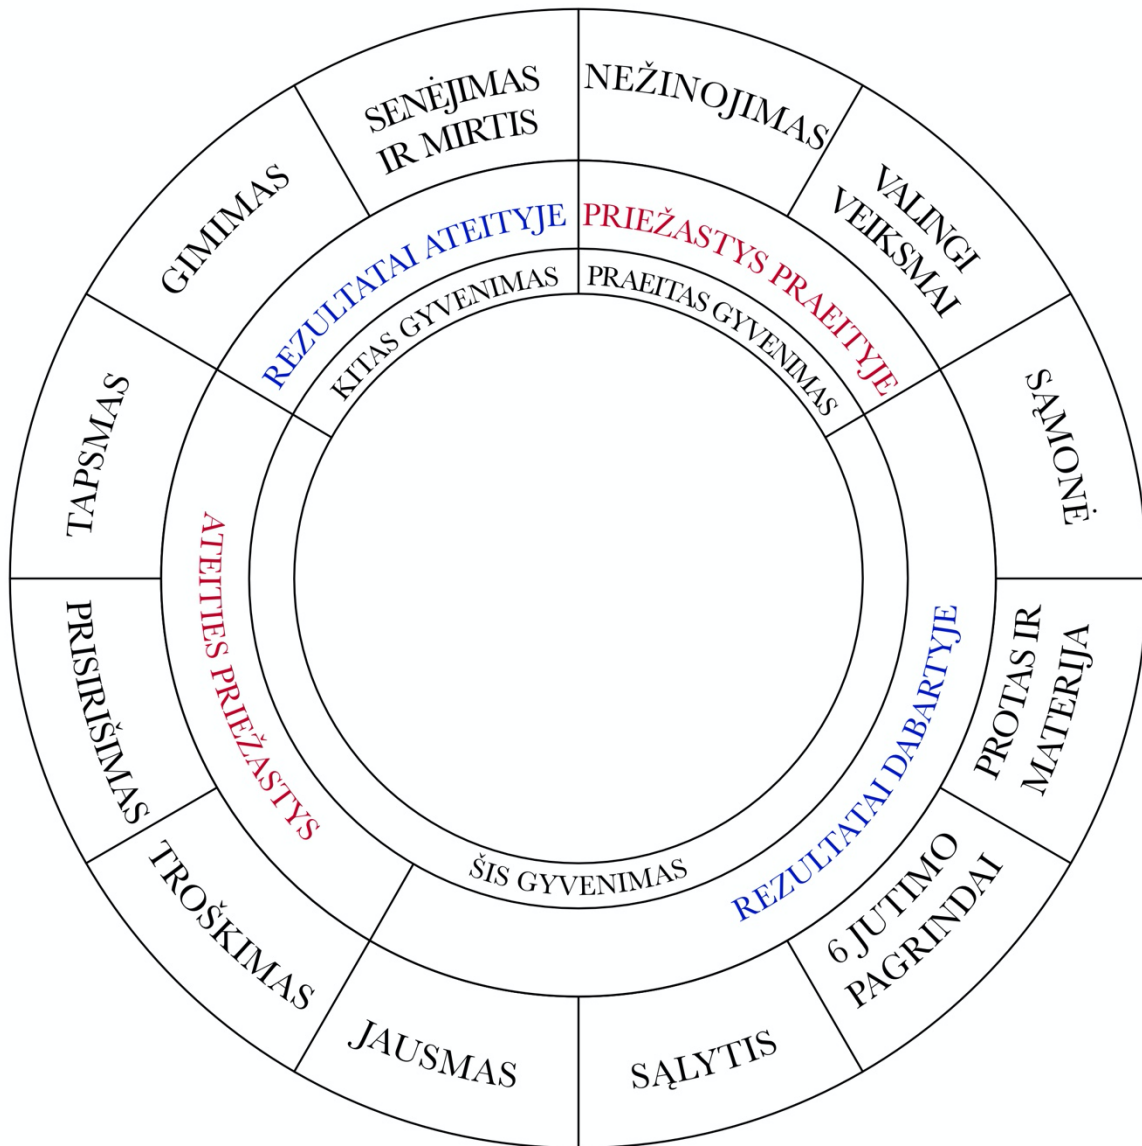 NEŽINOJIMAS
VALINGI
VEIKSMAI
SĄMONĖ
PROTAS IR
MATERIJA
6 JUTIMO
PAGRINDAI
SĄLYTIS
JAUSMAS
TROŠKIMAS
PRISIRIŠIMAS
TAPSMAS
GIMIMAS
SENĖJIMAS
IR MIRTIS
PRIEŽASTYS PRAEITYJE
REZULTATAI DABARTYJE
ATEITIES PRIEŽASTYS
REZULTATAI ATEITYJE
PRAEITAS GYVENIMAS
ŠIS GYVENIMAS
KITAS GYVENIMAS